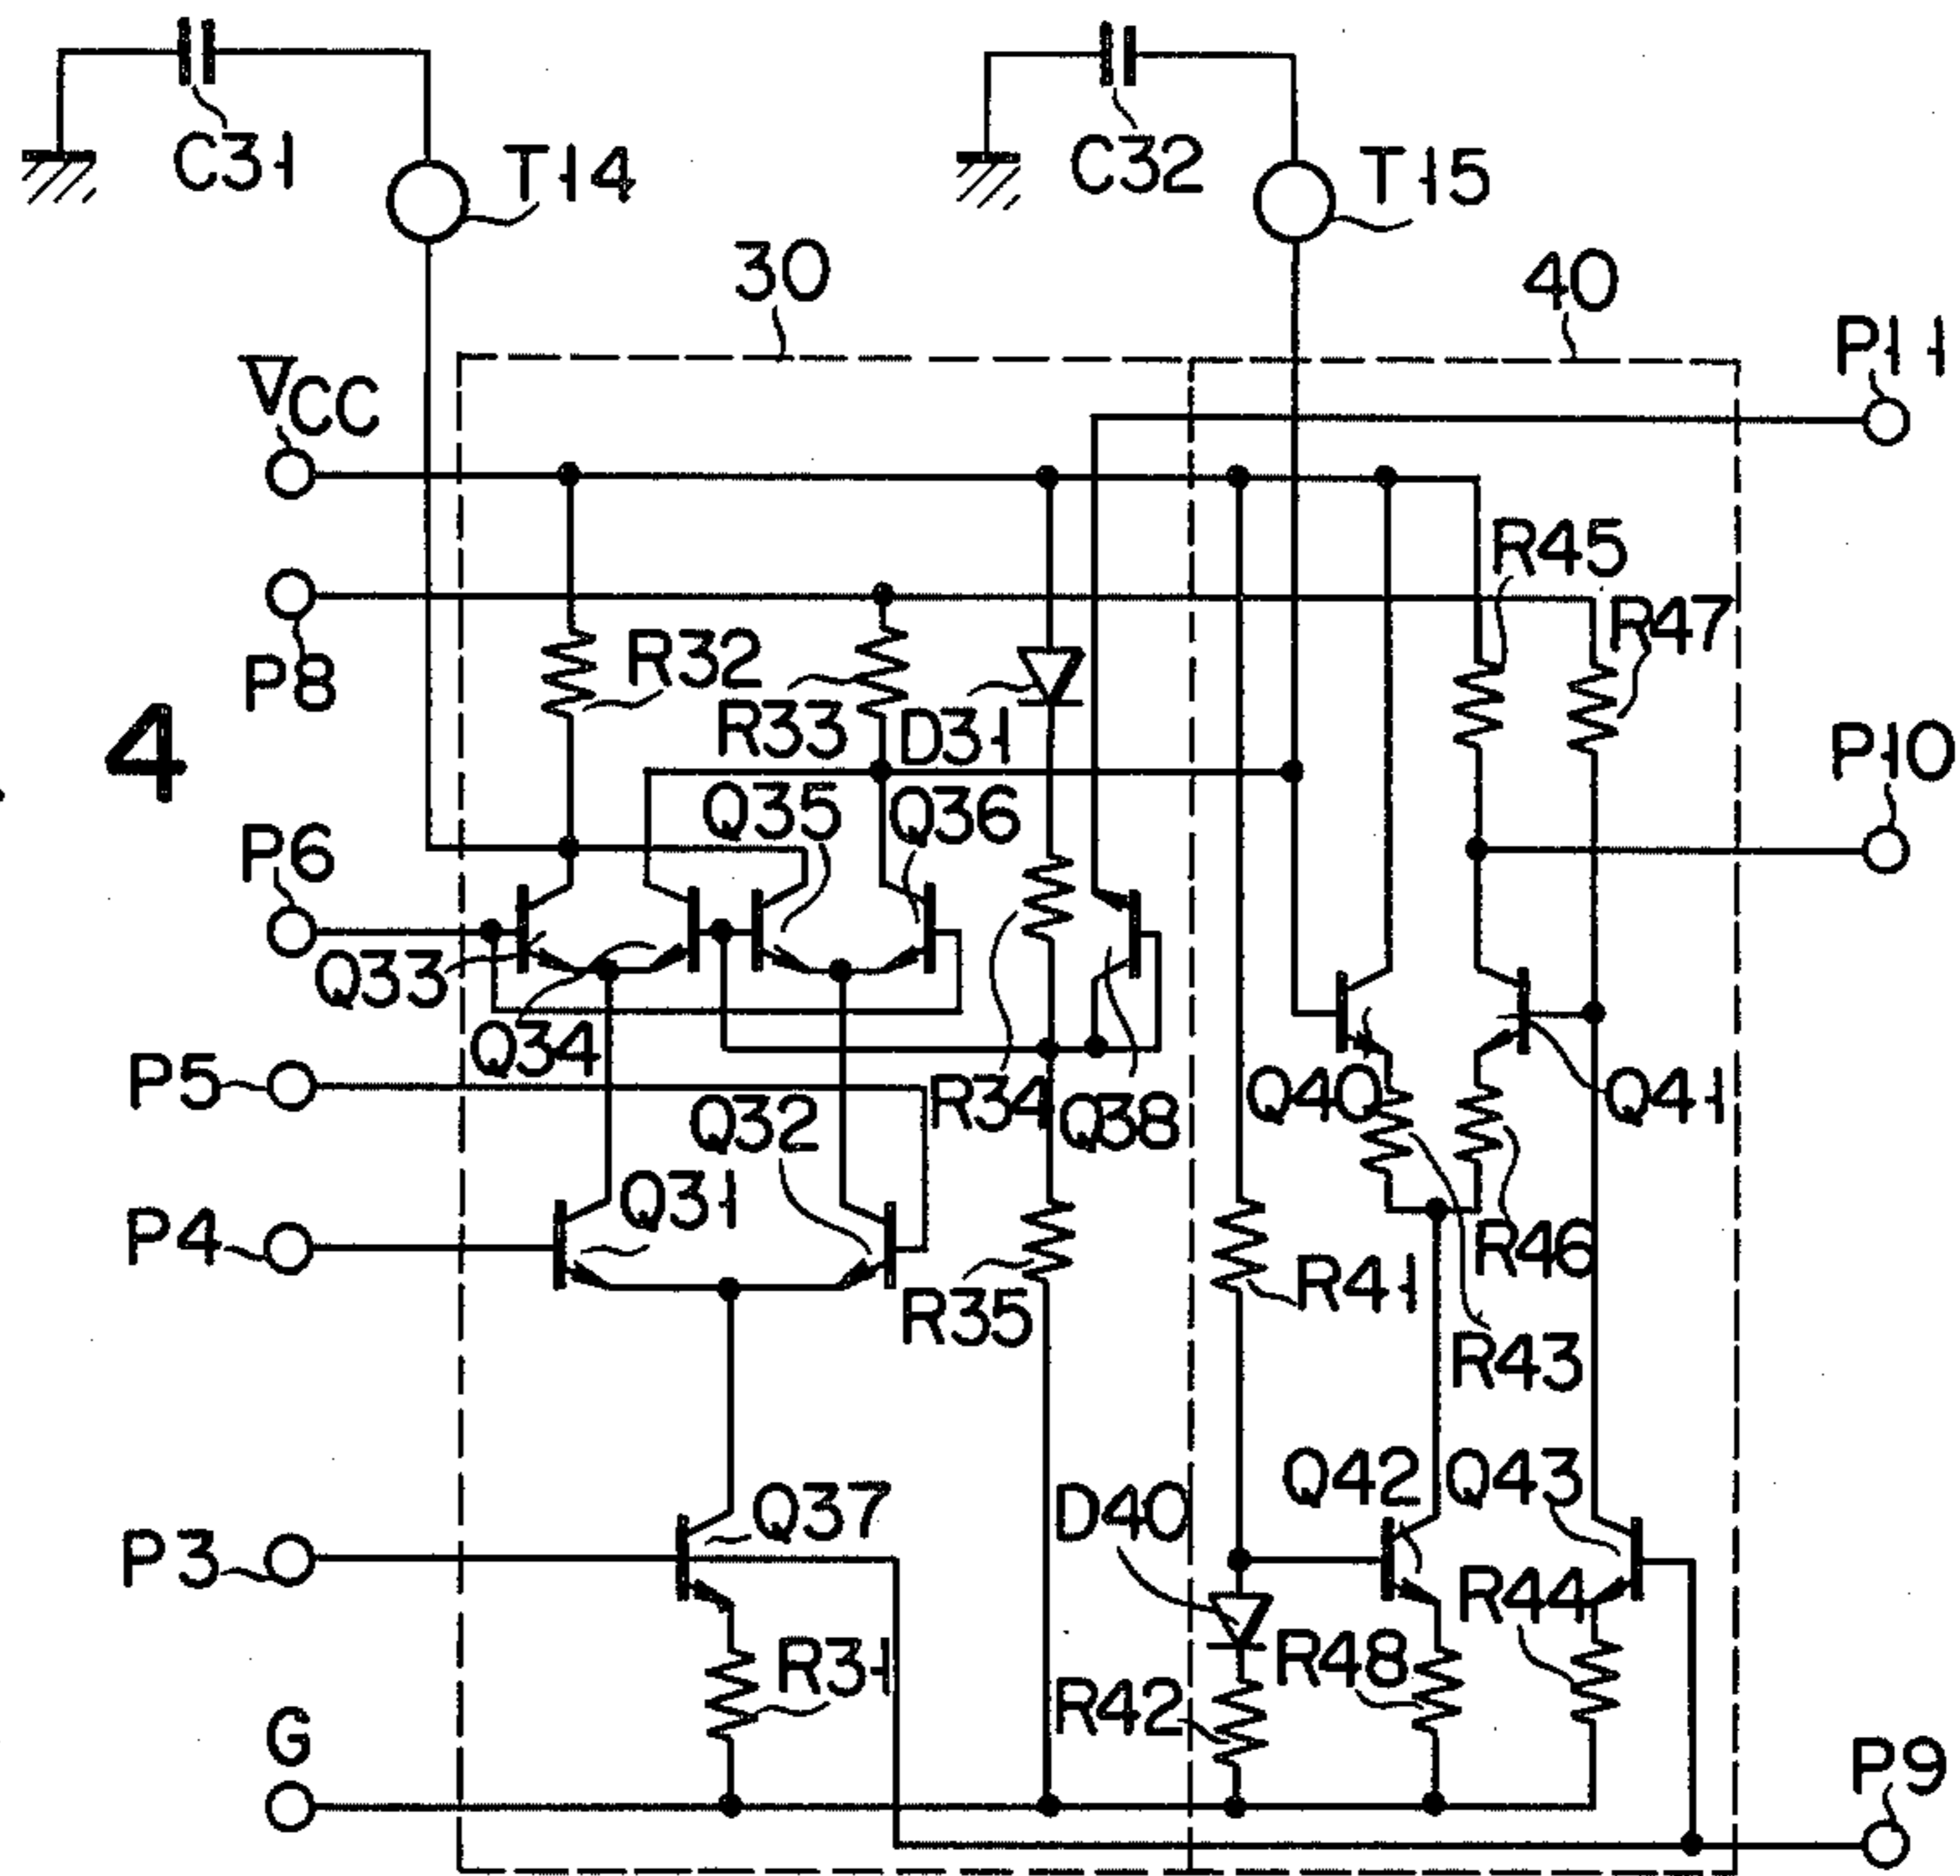 C31
T14
C32
T15
30
40
P11
VCC
R45
R47
P8
R32
R33
D31
4
P10
Q35
Q36
P6
Q33
Q34
P5
R34
Q38
Q40
Q41
Q32
P4
Q31
R46
R41
R35
R43
Q42
Q43
Q37
D40
P3
R44
R31
R48
R42
G
P9